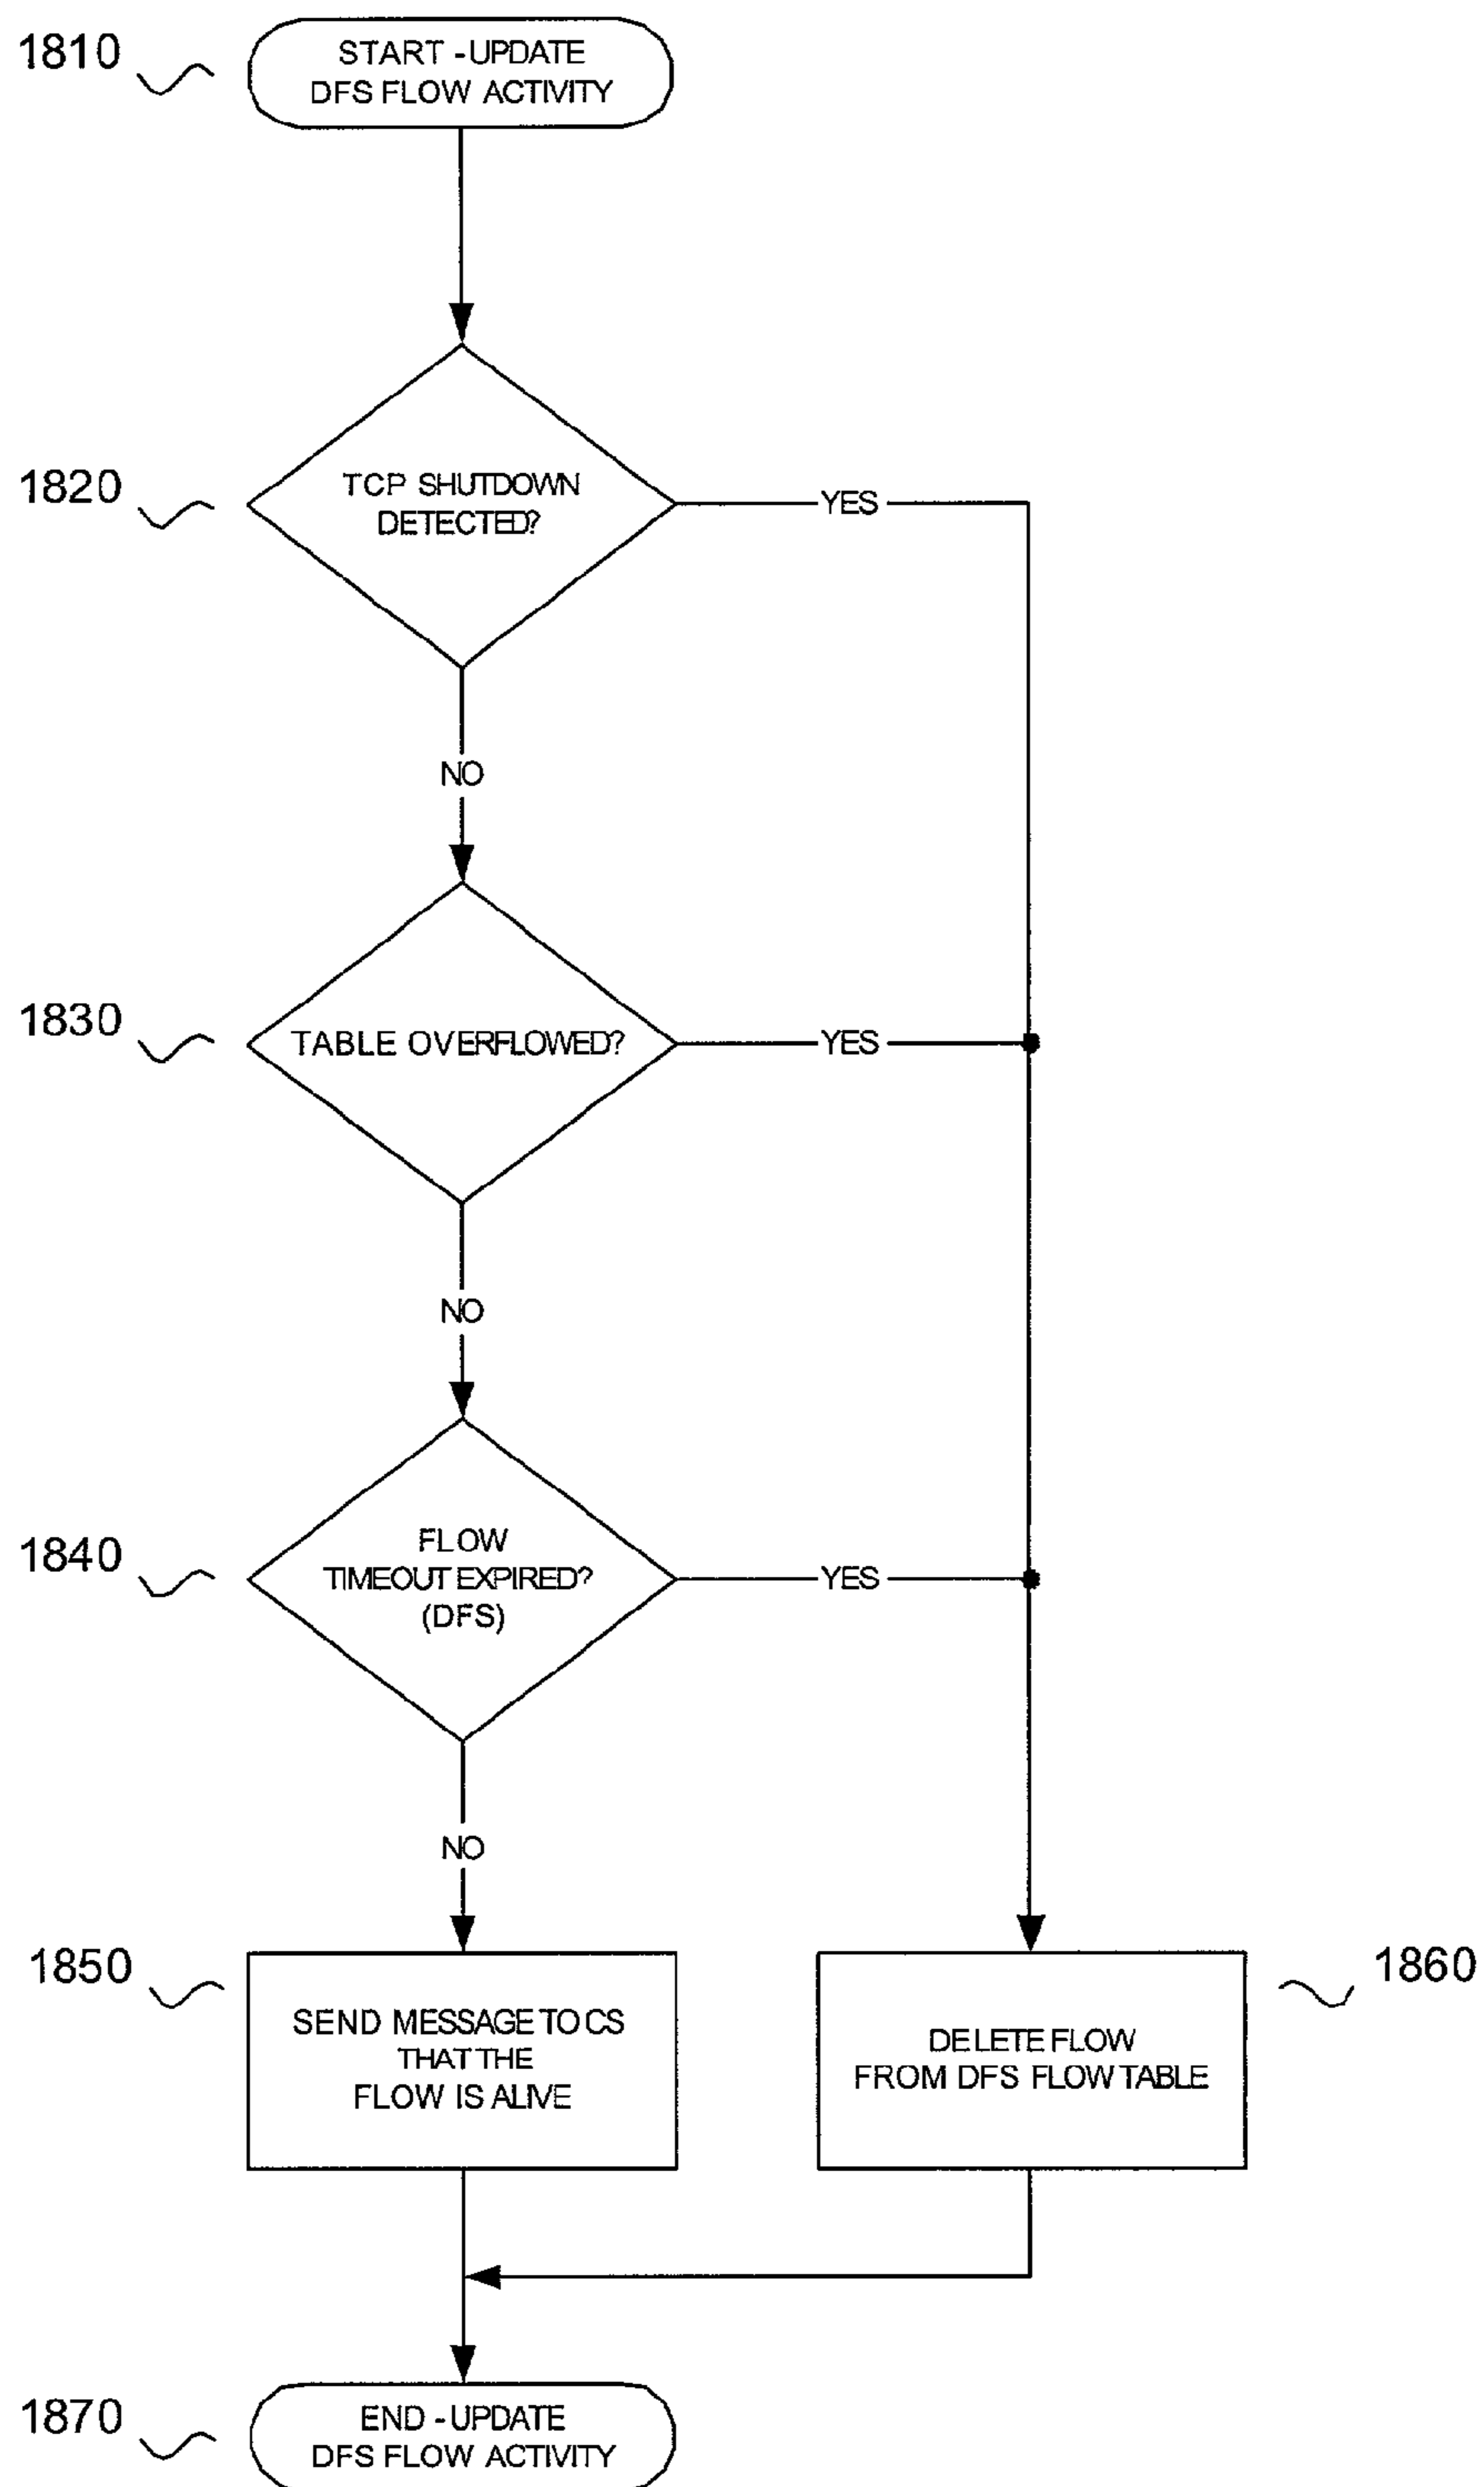 1810
START - UPDATE
DFS FLOW ACTIVITY
1820
TCP SHUTDOWN
DETECTED?
YES
NO
1830
TABLE OVERFLOWED?
YES
NO
1840
FLOW
TIMEOUT EXPIRED?
(DFS)
YES
NO
1850
SEND MESSAGE TO CS
THAT THE
FLOW IS ALIVE
1860
DELETE FLOW
FROM DFS FLOW TABLE
1870
END - UPDATE
DFS FLOW ACTIVITY